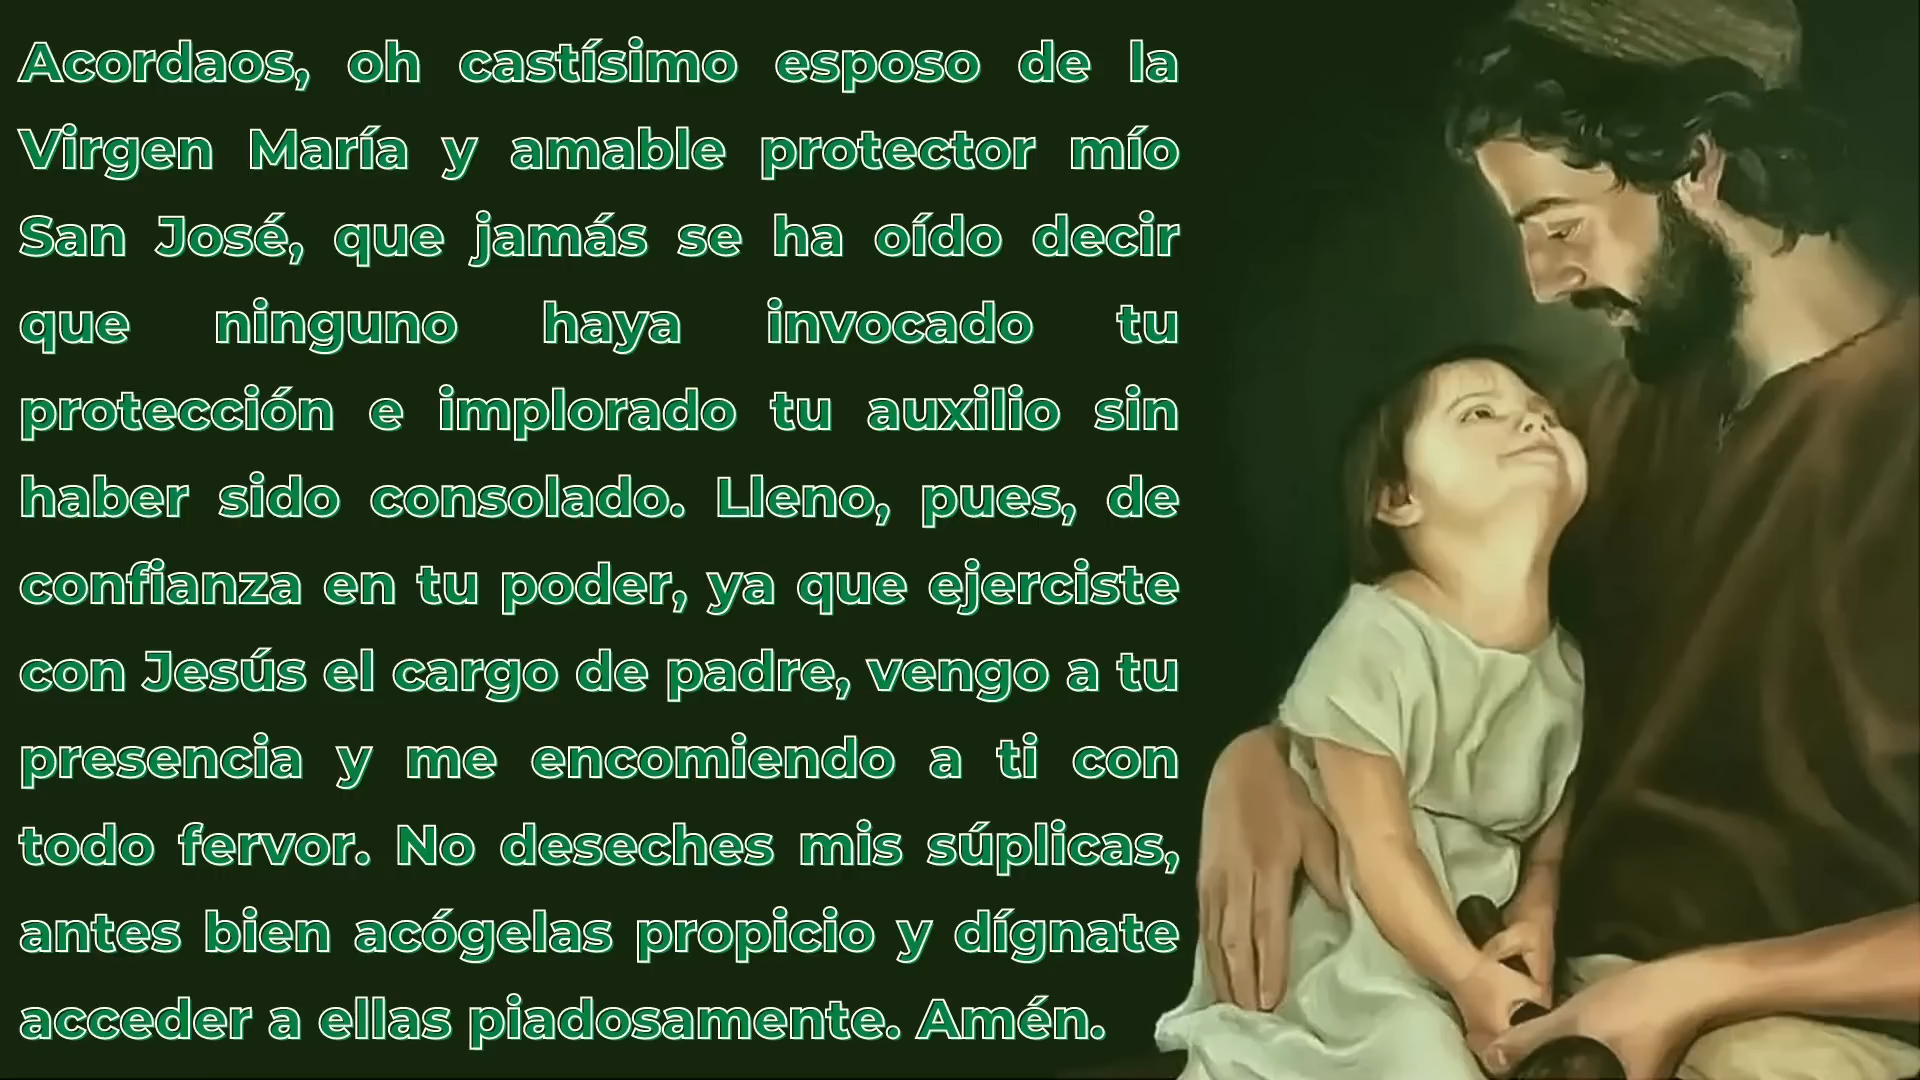 Acordaos, oh castísimo esposo de la
Virgen María y amable protector mío
San José, que jamás se ha oído decir
que ninguno haya invocado tu
protección e implorado tu auxilio sin
haber sido consolado. Lleno, pues, de
confianza en tu poder, ya que ejerciste
con Jesús el cargo de padre, vengo a tu
presencia y me encomiendo a ti con
todo fervor. No deseches mis súplicas,
antes bien acógelas propicio y dígnate
acceder a ellas piadosamente. Amén.